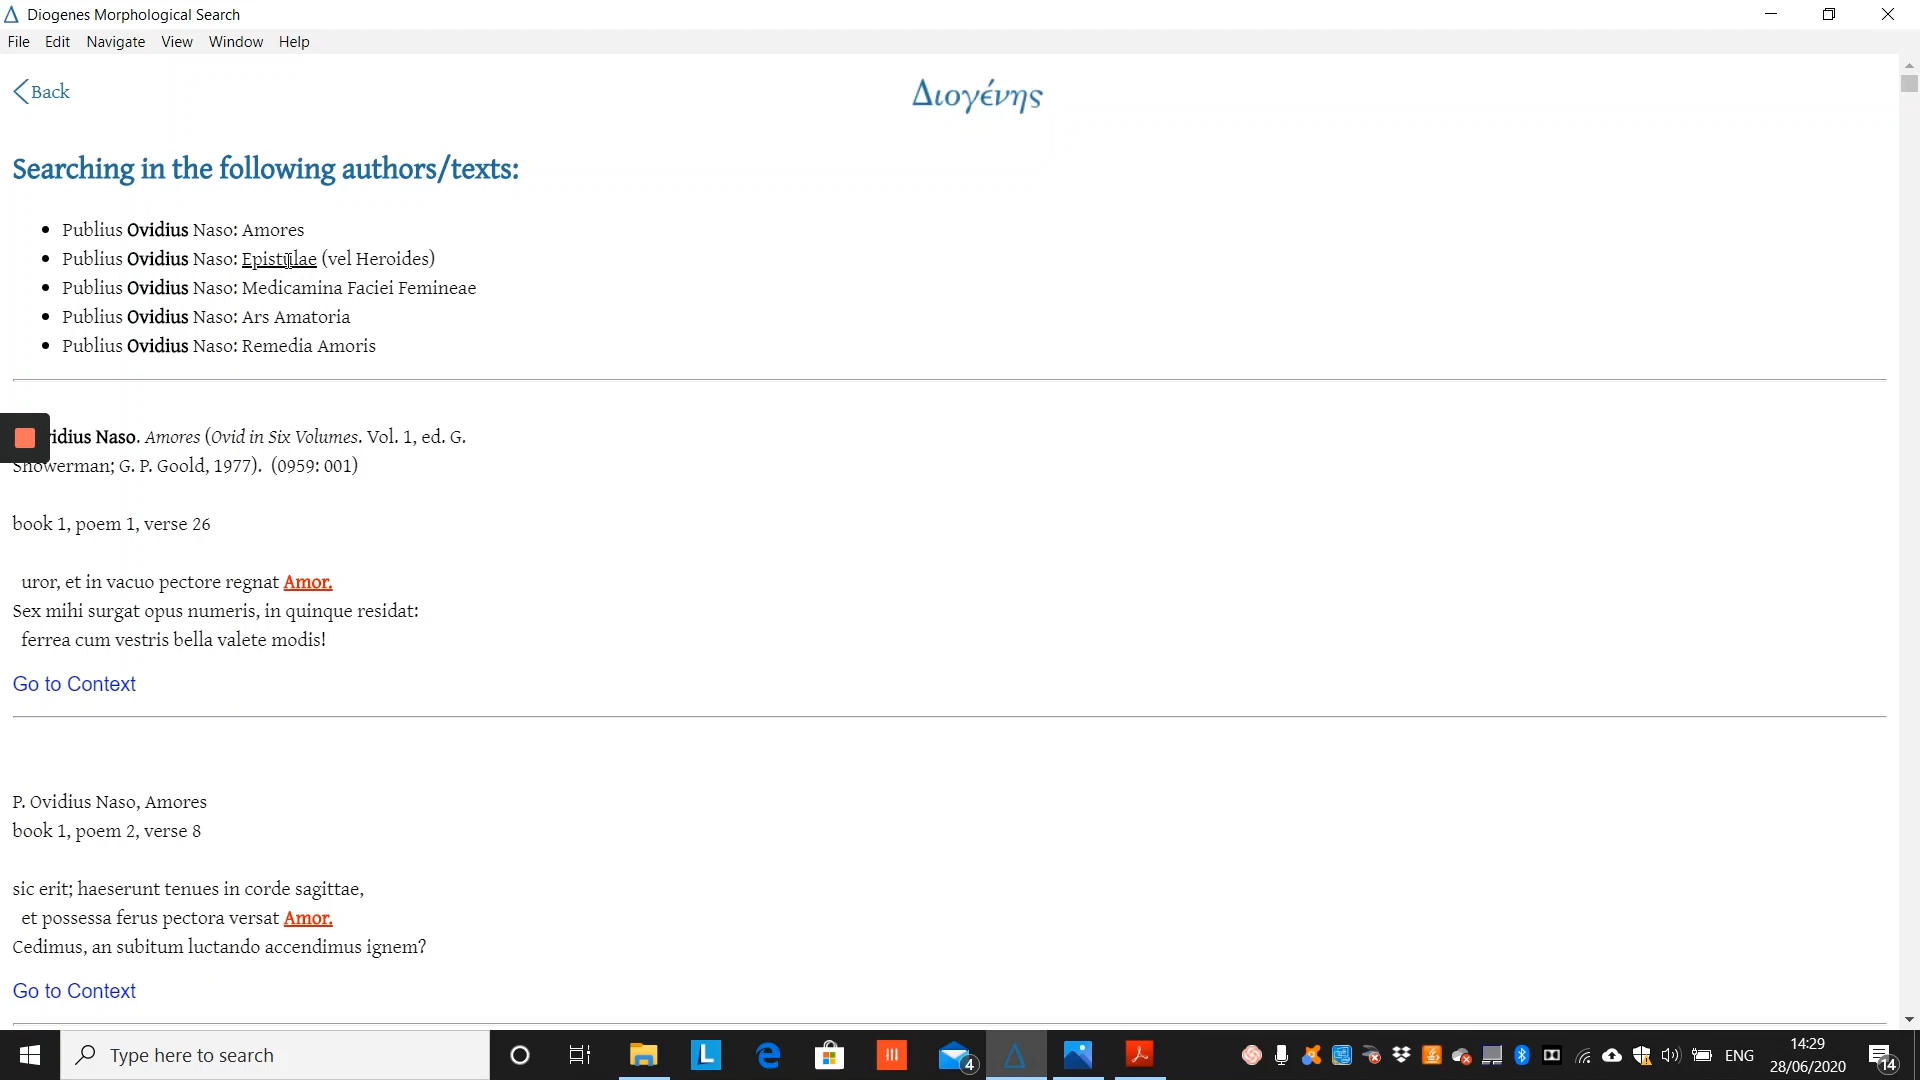 Diogenes Morphological Search
File Edit Navigate View Window Help
Back
Διογένης
Searching in the following authors/texts:
Publius Ovidius Naso: Amores
Publius Ovidius Naso: Epistulae (vel Heroides)
Publius Ovidius Naso: Medicamina Faciei Femineae
Publius Ovidius Naso: Ars Amatoria
Publius Ovidius Naso: Remedia Amoris
vidius Naso. Amores (Ovid in Six Volumes. Vol. 1, ed. G.
Showerman; G. P. Goold, 1977). (0959: 001)
book 1, poem 1, verse 26
uror, et in vacuo pectore regnat Amor.
Sex mihi surgat opus numeris, in quinque residat:
ferrea cum vestris bella valete modis!
Go to Context
P. Ovidius Naso, Amores
book 1, poem 2, verse 8
sic erit; haeserunt tenues in corde sagittae,
et possessa ferus pectora versat Amor.
Cedimus, an subitum luctando accendimus ignem?
Go to Context
Type here to search
L
4
ENG
14:29
28/06/2020
14